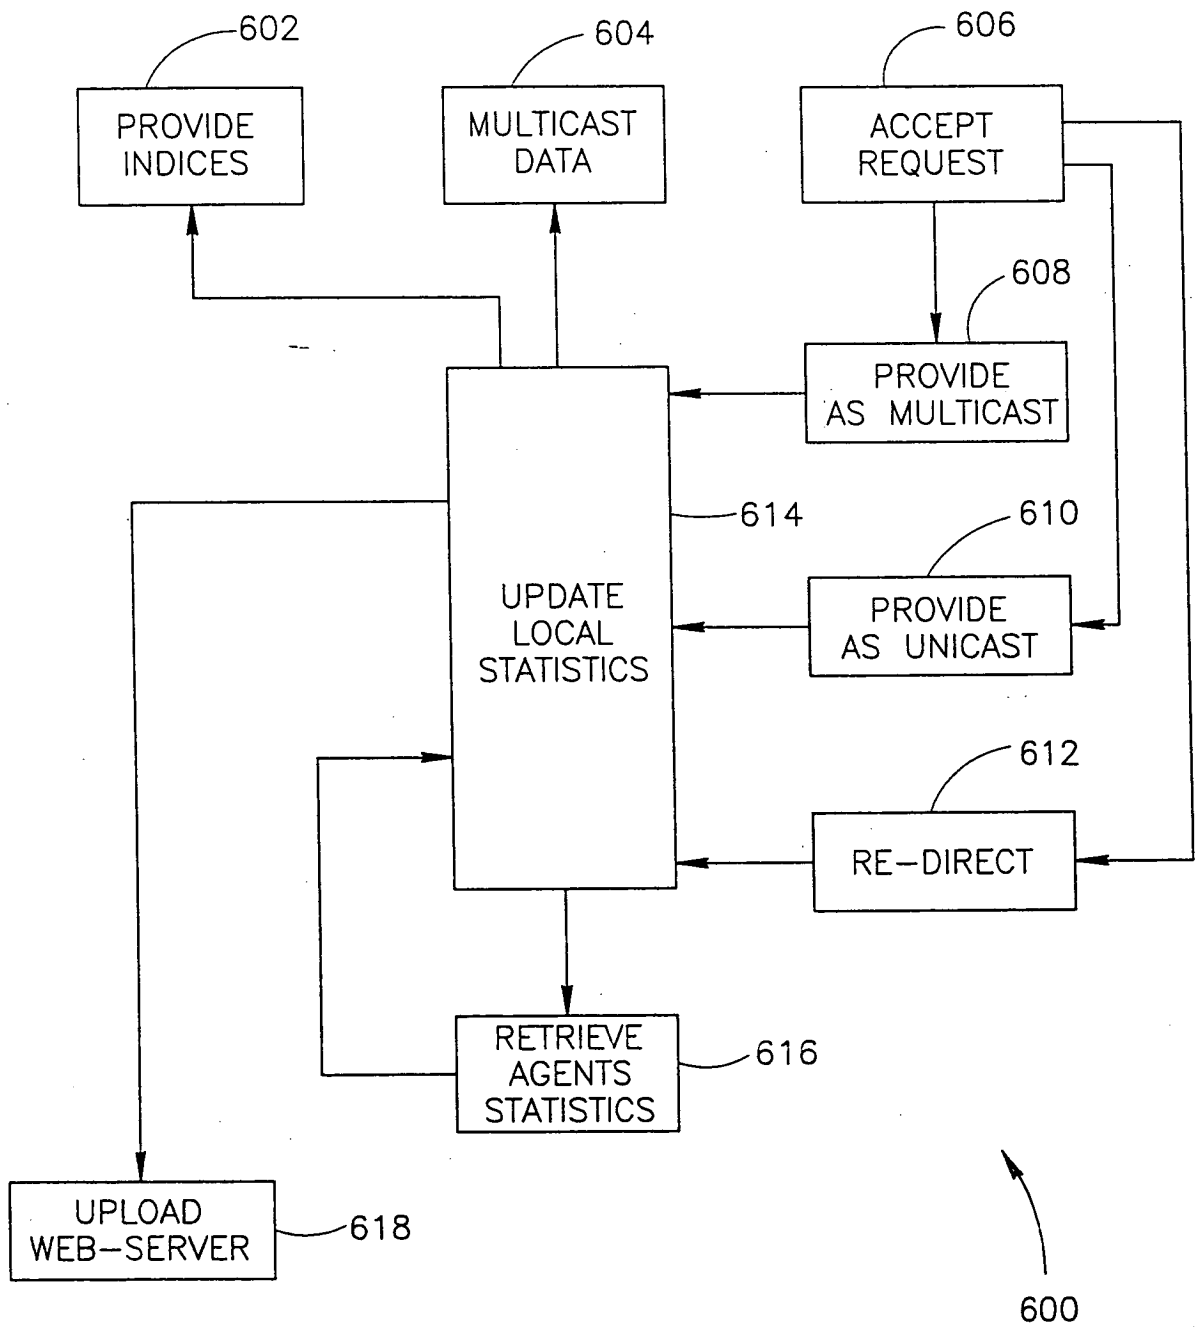 602
604
606
PROVIDE
INDICES
MULTICAST
DATA
ACCEPT
REQUEST
608
PROVIDE
AS MULTICAST
614
610
UPDATE
LOCAL
STATISTICS
PROVIDE
AS UNICAST
612
RE-DIRECT
RETRIEVE
AGENTS
STATISTICS
616
UPLOAD
WEB-SERVER
618
600